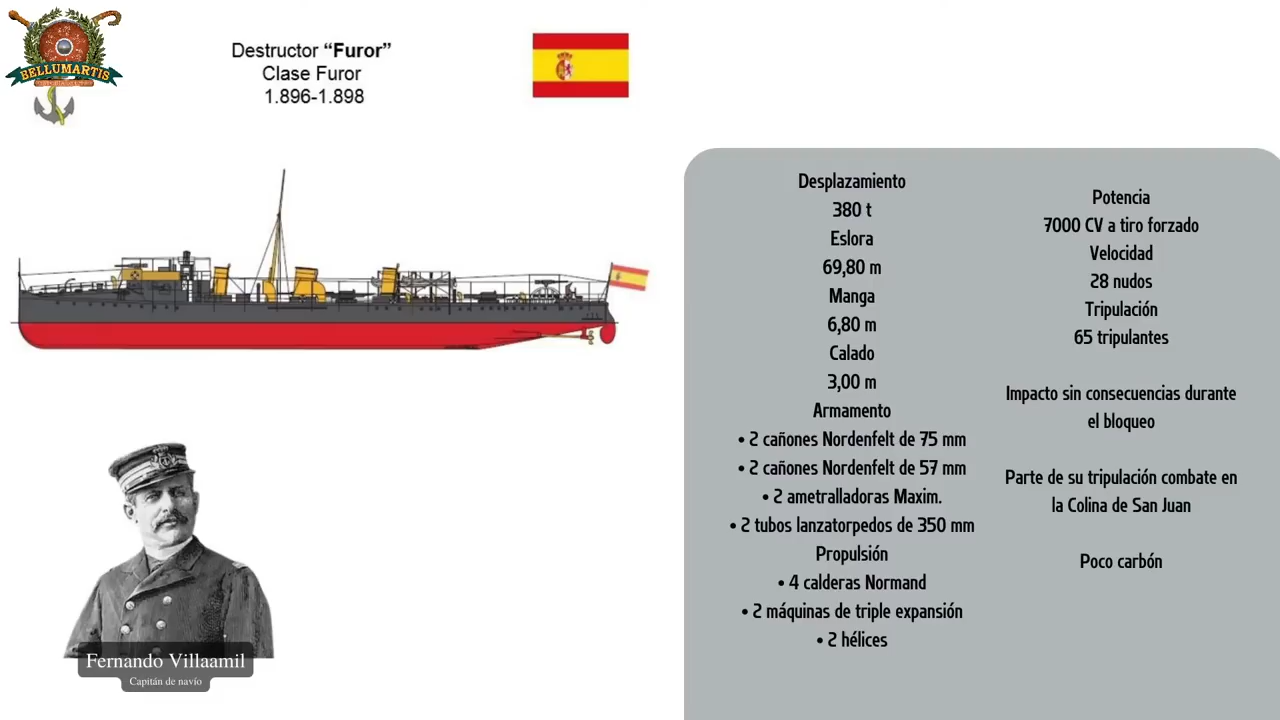 BELLUMARTIS
Destructor “Furor”
Clase Furor
1.896-1.898
Desplazamiento
380 t
Eslora
69,80 m
Manga
6,80 m
Calado
3,00 m
Armamento
• 2 cañones Nordenfelt de 75 mm
• 2 cañones Nordenfelt de 57 mm
• 2 ametralladoras Maxim.
• 2 tubos lanzatorpedos de 350 mm
Propulsión
• 4 calderas Normand
• 2 máquinas de triple expansión
• 2 hélices
Potencia
7000 CV a tiro forzado
Velocidad
28 nudos
Tripulación
65 tripulantes
Impacto sin consecuencias durante
el bloqueo
Parte de su tripulación combate en
la Colina de San Juan
Poco carbón
Fernando Villaamil
Capitán de navío